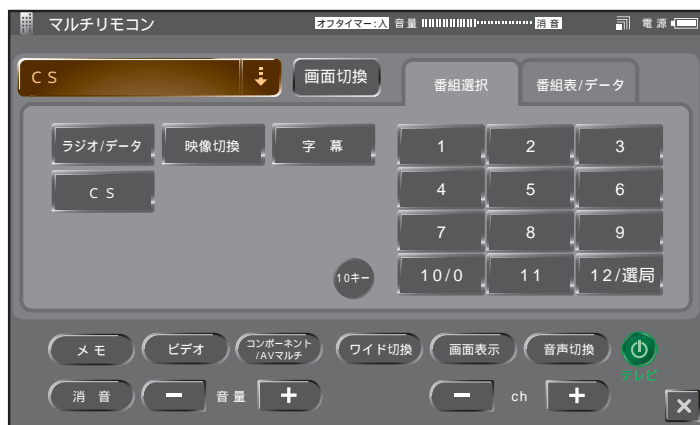 マルチリモコン
オフタイマー:入 音量 消音 電源
CS
画面切換
番組選択
番組表/データ
ラジオ/データ
映像切換
字 幕
CS
10キー
1 2 3
4 5 6
7 8 9
10/0 11 12/選局
メモ
ビデオ
コンポーネント
/AVマルチ
ワイド切換
画面表示
音声切換
テレビ
消 音
－ 音量 ＋
－ ch ＋
×